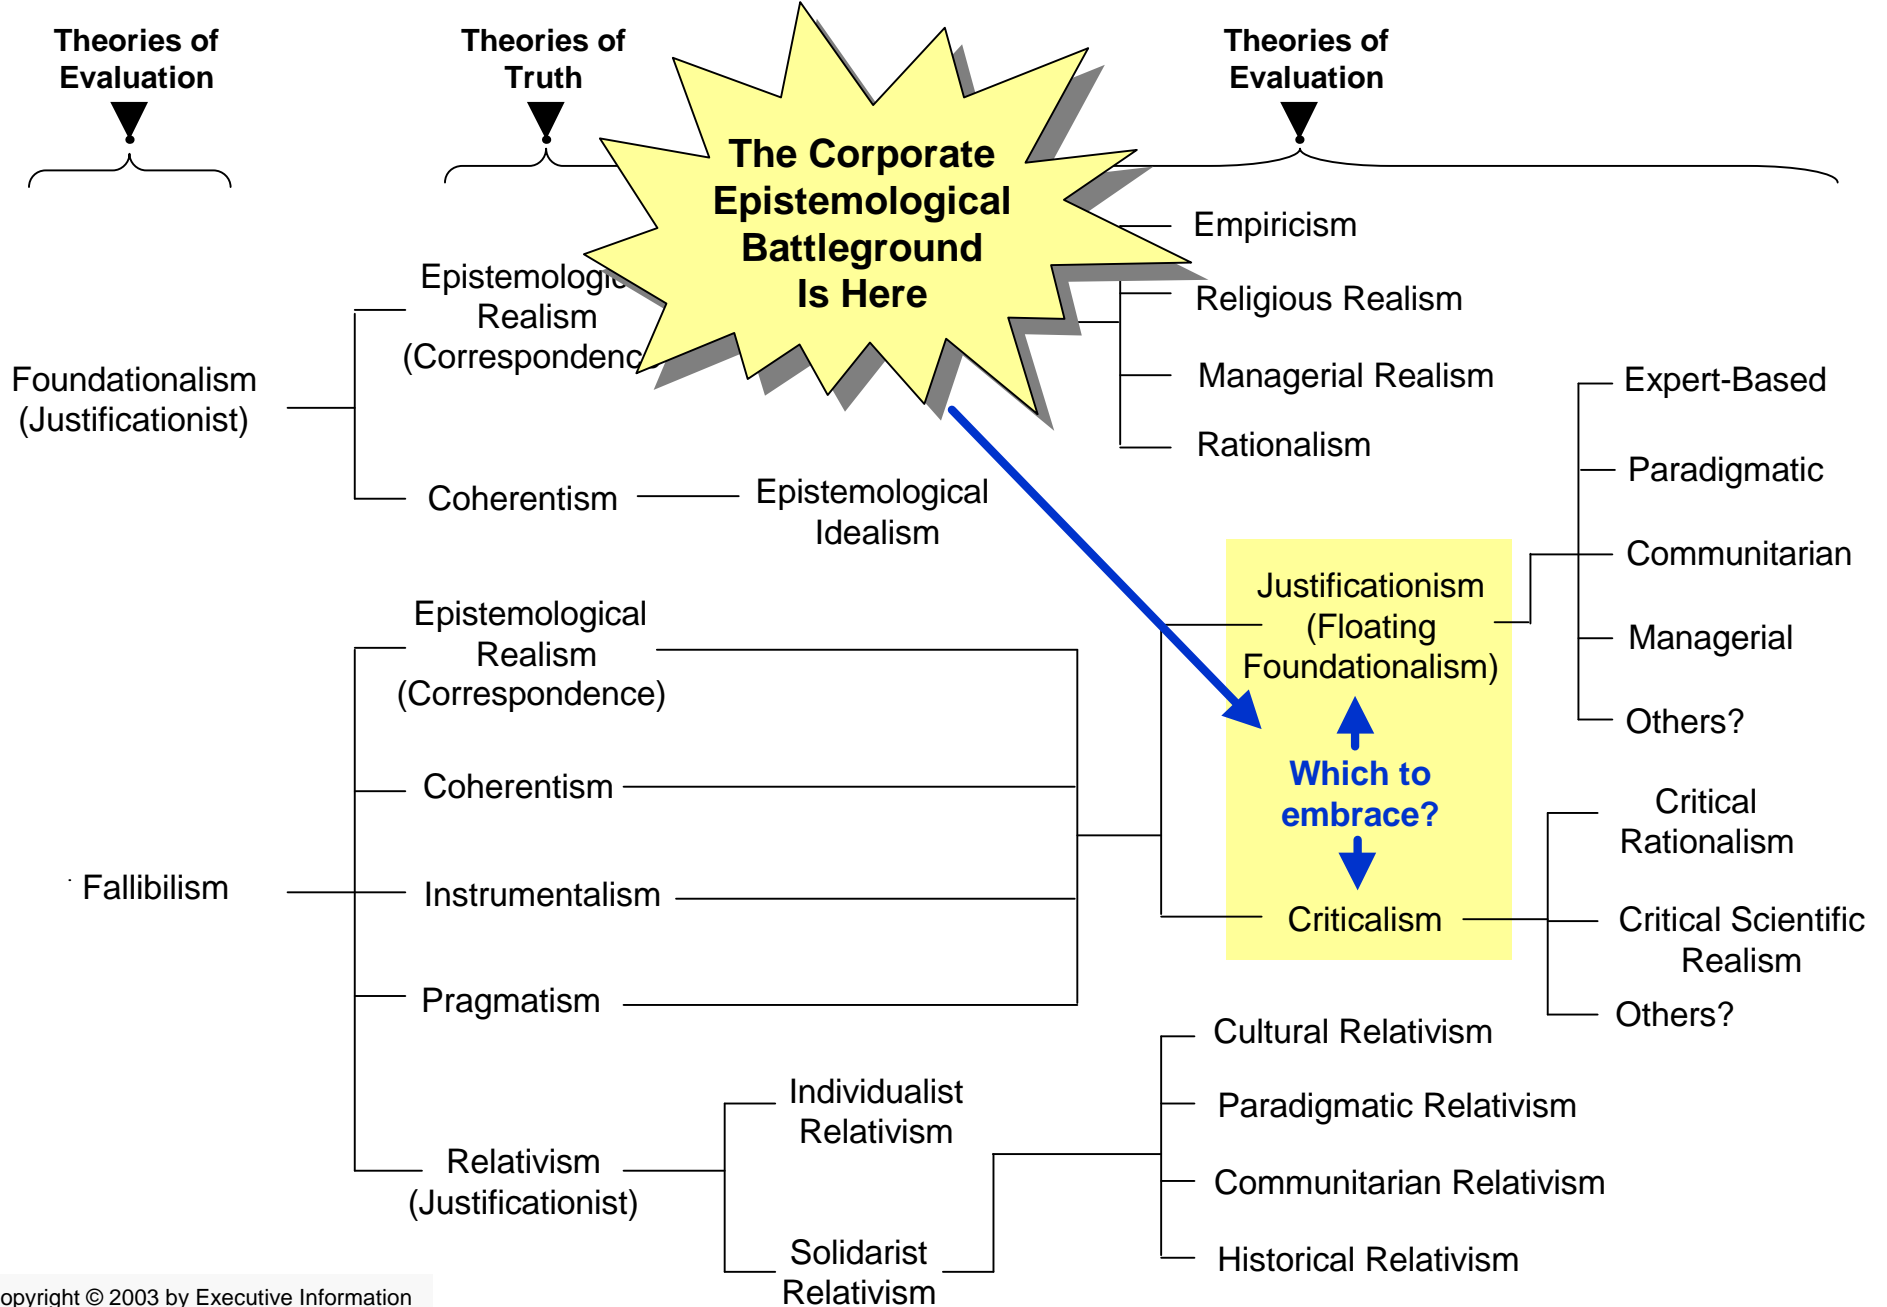 Theories of
Evaluation
Theories of
Truth
Theories of
Evaluation
The Corporate
Epistemological
Battleground
Is Here
Foundationalism
(Justificationist)
Realism
Coherentism
Epistemological
Idealism
Empiricism
Religious Realism
Managerial Realism
Rationalism
Expert-Based
Paradigmatic
Communitarian
Managerial
Others?
Justificationism
(Floating
Foundationalism)
Which to
embrace?
Criticalism
Critical
Rationalism
Critical Scientific
Realism
Others?
Fallibilism
Epistemological
Realism
(Correspondence)
Coherentism
Instrumentalism
Pragmatism
Relativism
(Justificationist)
Individualist
Relativism
Solidarist
Relativism
Cultural Relativism
Paradigmatic Relativism
Communitarian Relativism
Historical Relativism
© 2003 by Executive Information